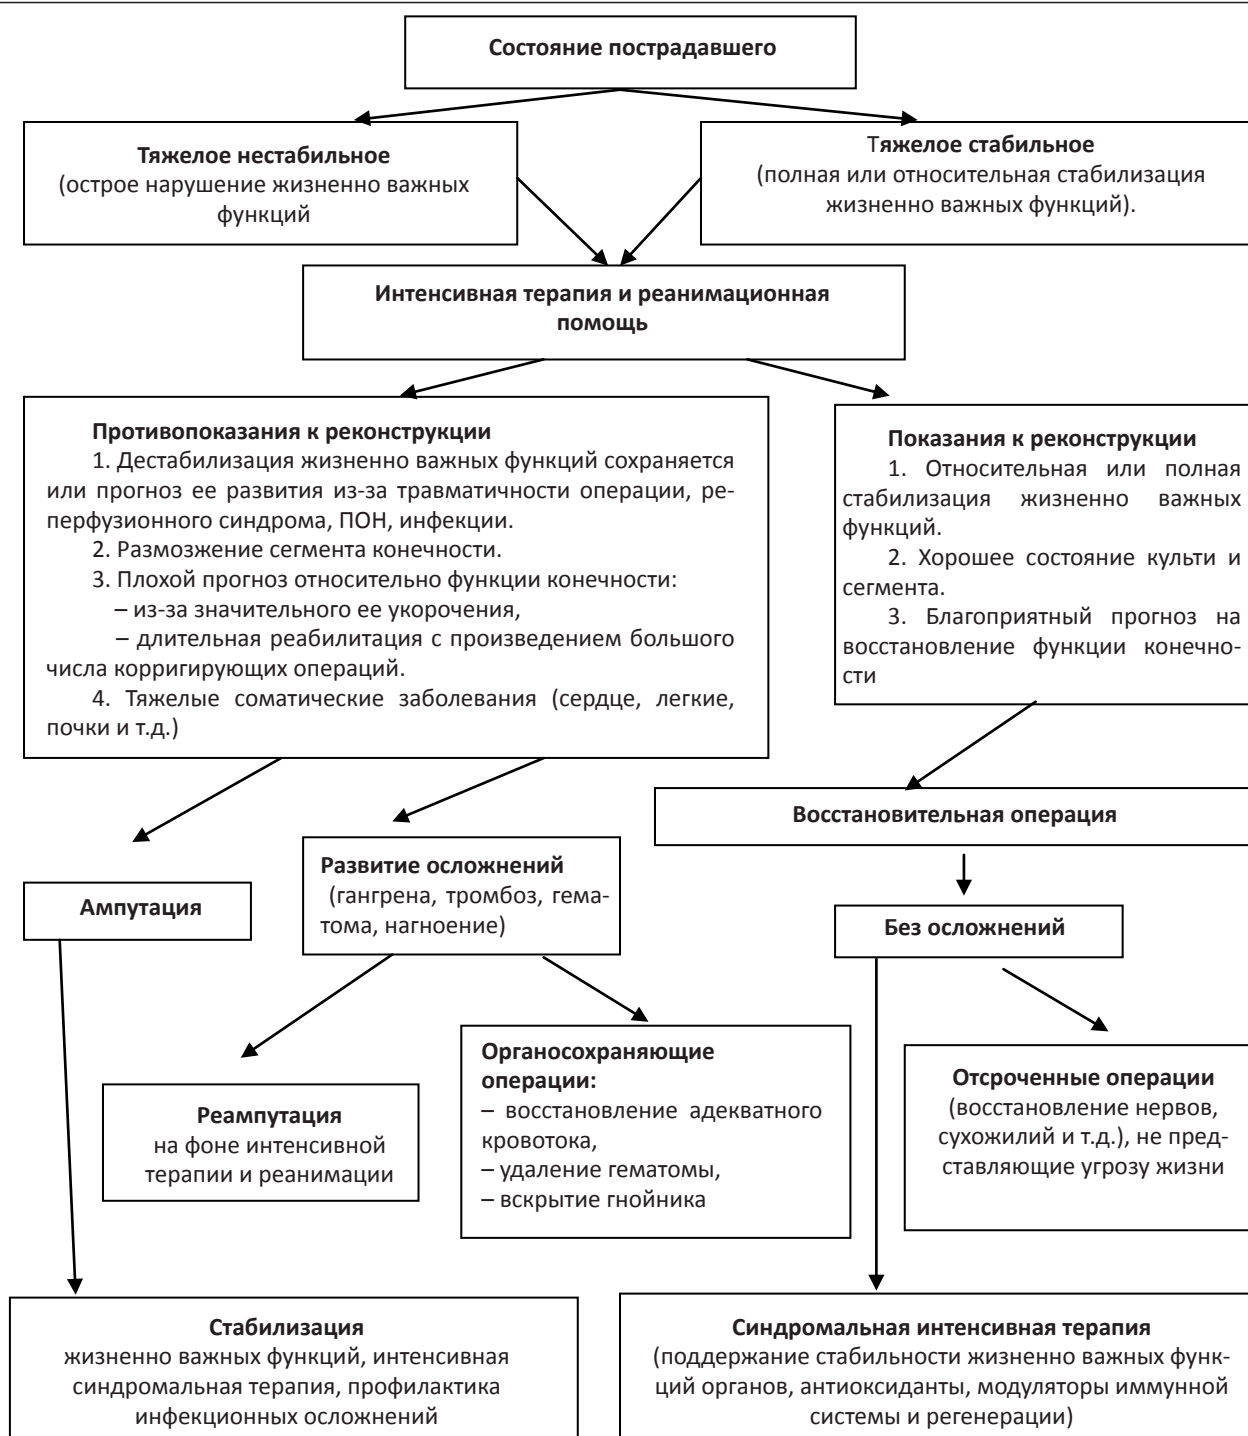 Состояние пострадавшего
Тяжелое нестабильное
(острое нарушение жизненно важных
функций
Тяжелое стабильное
(полная или относительная стабилизация
жизненно важных функций).
Интенсивная терапия и реанимационная
помощь
Противопоказания к реконструкции
1. Дестабилизация жизненно важных функций сохраняется
или прогноз ее развития из-за травматичности операции, ре-
перфузионного синдрома, ПОН, инфекции.
2. Размозжение сегмента конечности.
3. Плохой прогноз относительно функции конечности:
– из-за значительного ее укорочения,
– длительная реабилитация с произведением большого
числа корригирующих операций.
4. Тяжелые соматические заболевания (сердце, легкие,
почки и т.д.)
Показания к реконструкции
1. Относительная или полная
стабилизация жизненно важных
функций.
2. Хорошее состояние культи и
сегмента.
3. Благоприятный прогноз на
восстановление функции конечно-
сти
Восстановительная операция
Развитие осложнений
(гангрена, тромбоз, гема-
тома, нагноение)
Ампутация
Без осложнений
Органосохраняющие
операции:
– восстановление адекватного
кровотока,
– удаление гематомы,
– вскрытие гнойника
Отсроченные операции
(восстановление нервов,
сухожилий и т.д.), не пред-
ставляющие угрозу жизни
Реампутация
на фоне интенсивной
терапии и реанимации
Стабилизация
жизненно важных функций, интенсивная
синдромальная терапия, профилактика
инфекционных осложнений
Синдромальная интенсивная терапия
(поддержание стабильности жизненно важных функ-
ций органов, антиоксиданты, модуляторы иммунной
системы и регенерации)